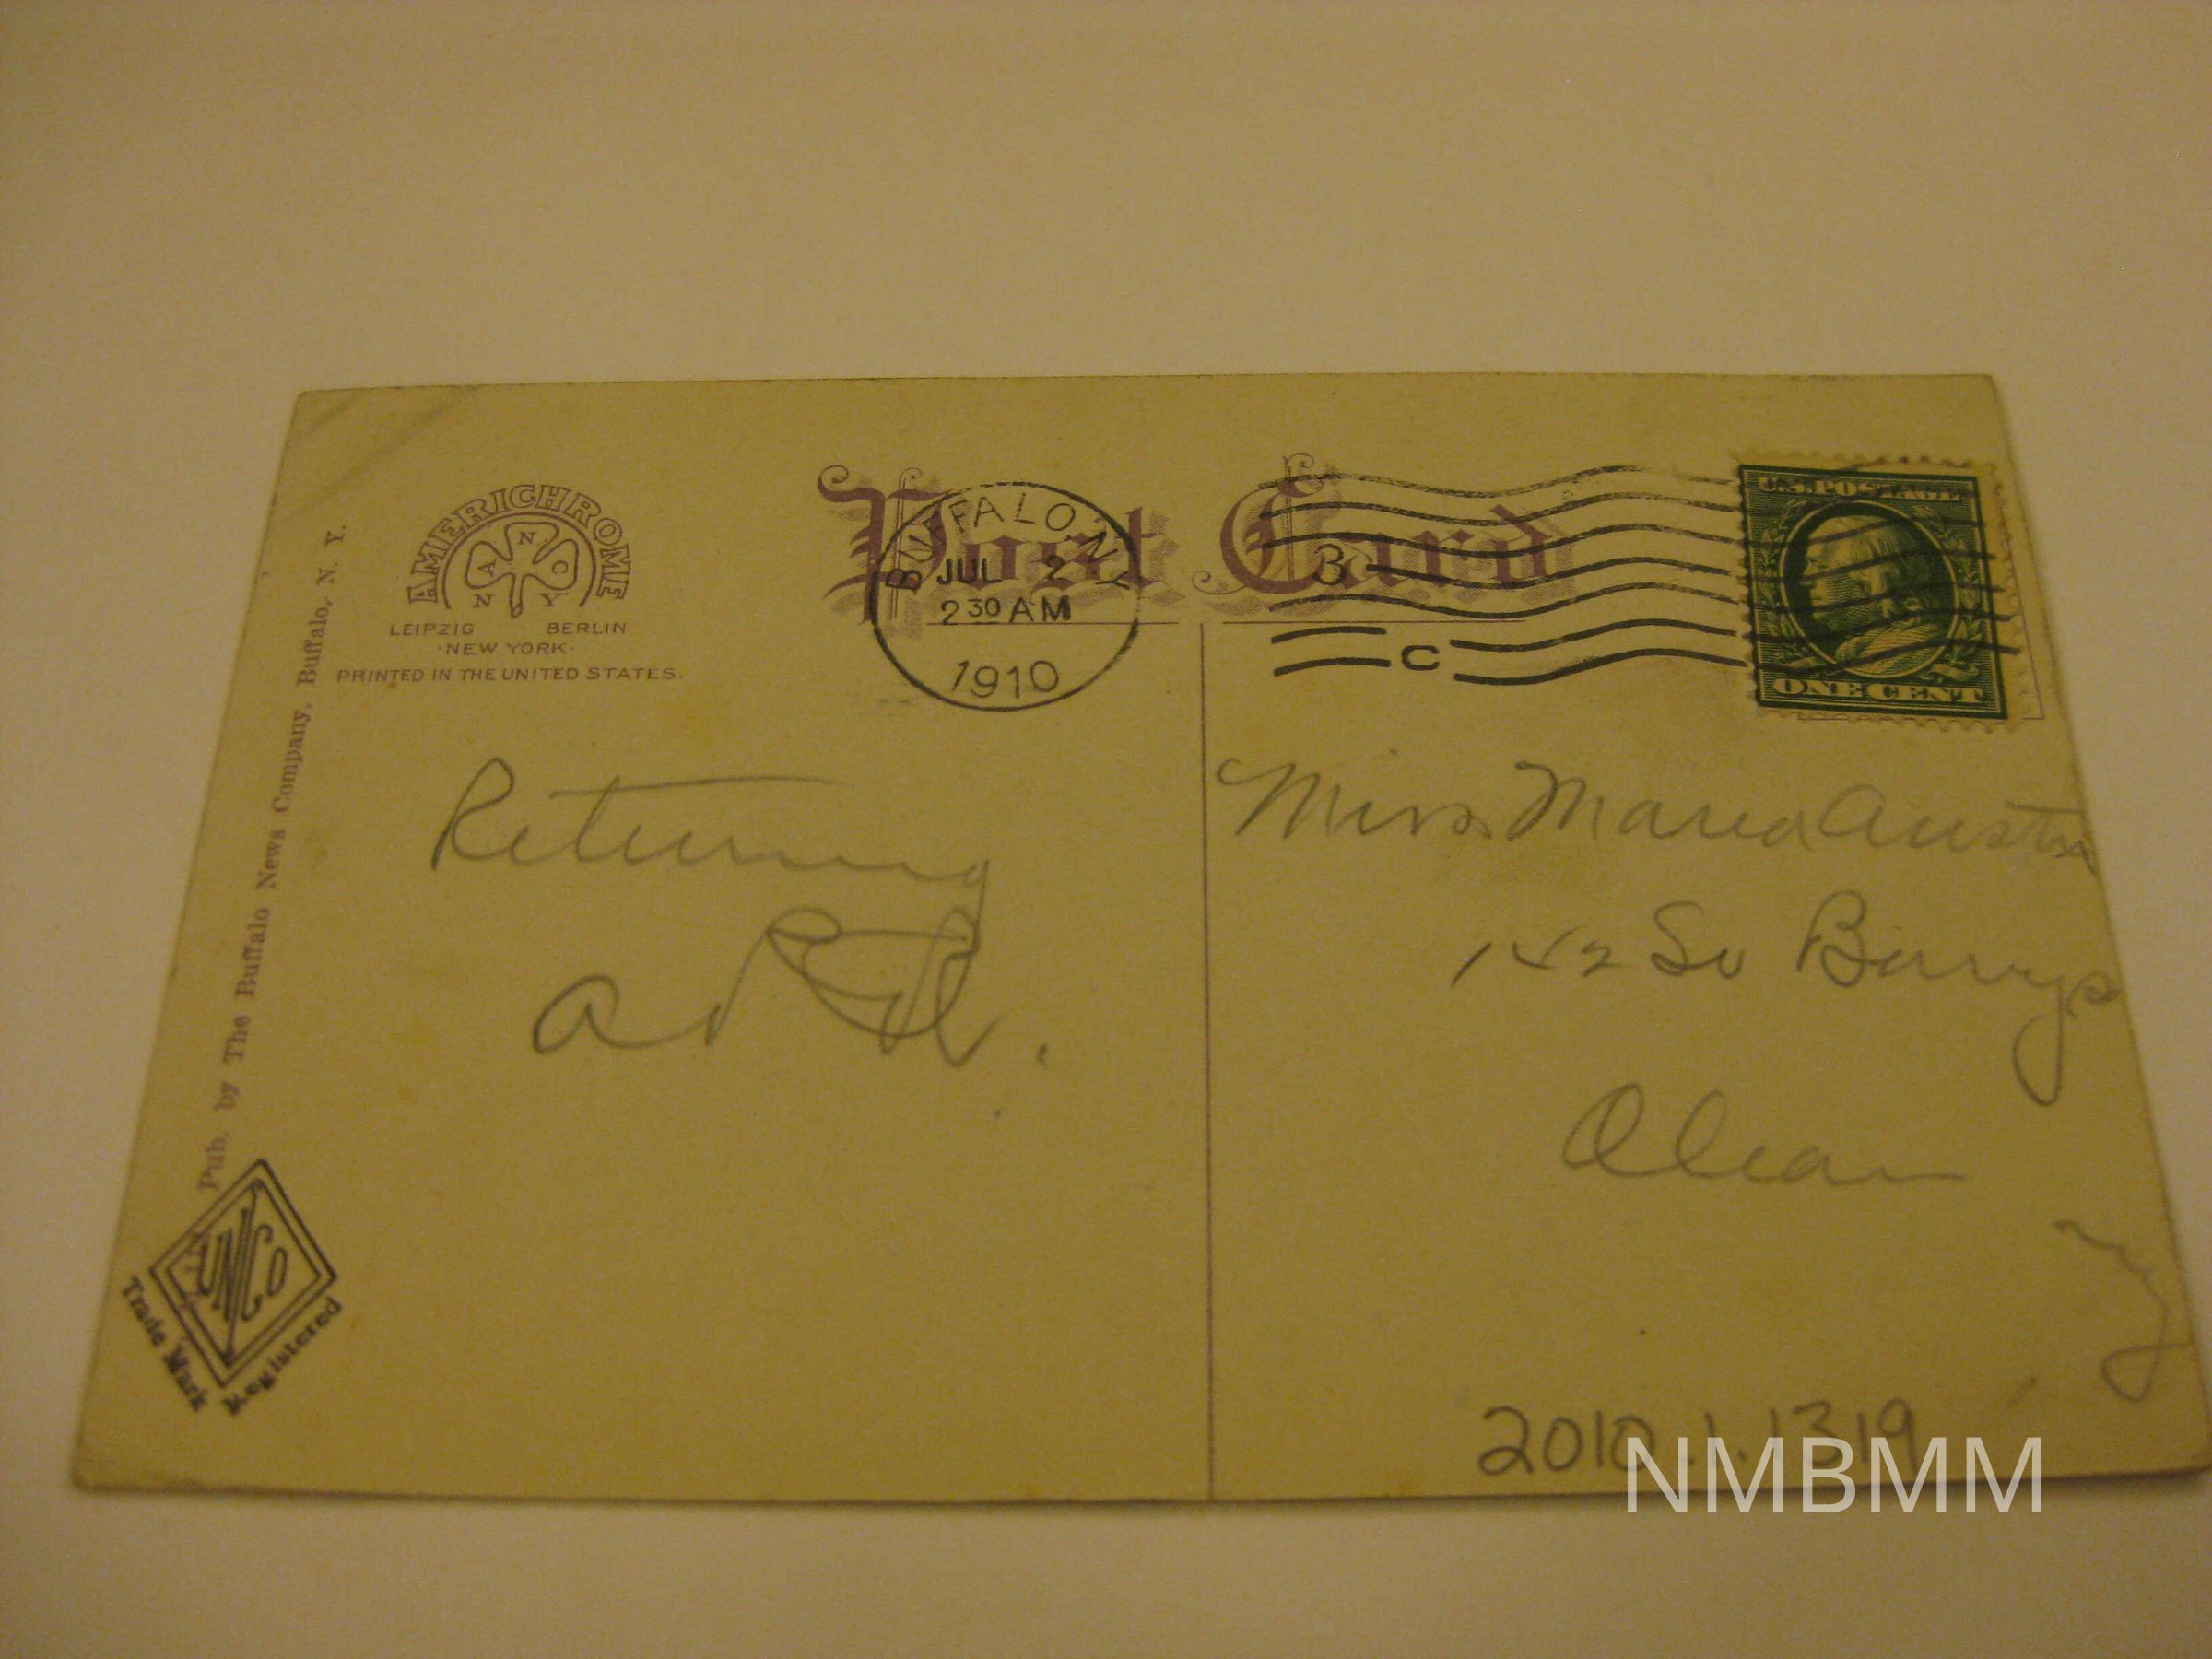 AMERICHROME
A N C
N Y
LEIPZIG BERLIN
·NEW YORK·
PRINTED IN THE UNITED STATES.
Post Card
BUFFALO, N.Y.
JUL 2
2 30 AM
1910
3
C
U.S. POSTAGE
ONE CENT
Pub. by The Buffalo News Company, Buffalo, N. Y.
Returning
Miss Maria Austin
142 So Barry
Olean
NY
UNCO
Trade Mark Registered
2010.1.1319
NMBMM